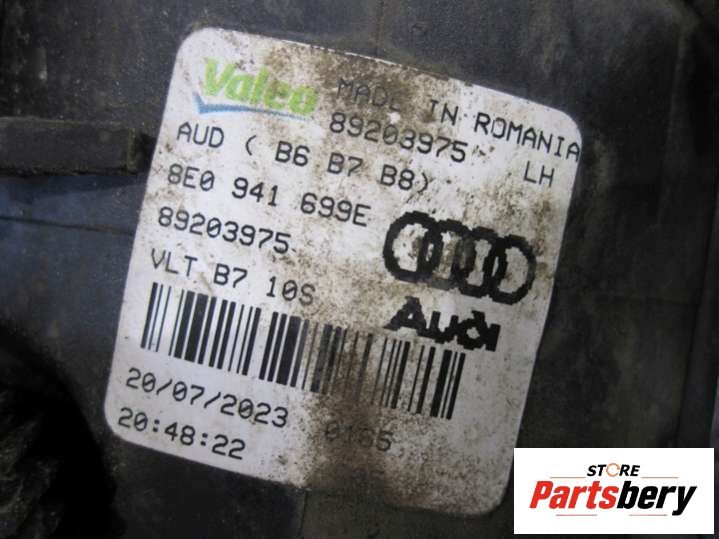 Valeo MADE IN ROMANIA
89203975 LH
AUD ( B6 B7 B8)
8E0 941 699E
89203975
VLT B7 10S
Audi
20/07/2023
20:48:22
STORE
Partsbery